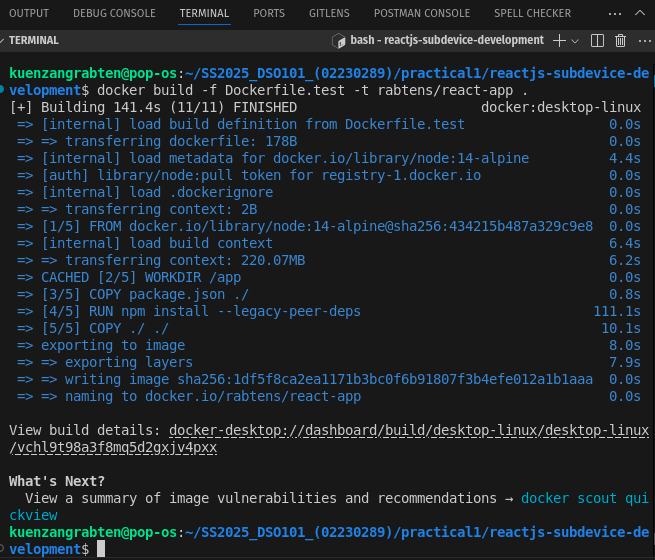 OUTPUT DEBUG CONSOLE TERMINAL PORTS GITLENS POSTMAN CONSOLE SPELL CHECKER ···
TERMINAL bash - reactjs-subdevice-development
kuenzangrabten@pop-os:~/SS2025_DSO101_(02230289)/practical1/reactjs-subdevice-de
velopment$ docker build -f Dockerfile.test -t rabtens/react-app .
[+] Building 141.4s (11/11) FINISHED docker:desktop-linux
=> [internal] load build definition from Dockerfile.test 0.0s
=> => transferring dockerfile: 178B 0.0s
=> [internal] load metadata for docker.io/library/node:14-alpine 4.4s
=> [auth] library/node:pull token for registry-1.docker.io 0.0s
=> [internal] load .dockerignore 0.0s
=> => transferring context: 2B 0.0s
=> [1/5] FROM docker.io/library/node:14-alpine@sha256:434215b487a329c9e8 0.0s
=> [internal] load build context 6.4s
=> => transferring context: 220.07MB 6.2s
=> CACHED [2/5] WORKDIR /app 0.0s
=> [3/5] COPY package.json ./ 0.8s
=> [4/5] RUN npm install --legacy-peer-deps 111.1s
=> [5/5] COPY ./ ./ 10.1s
=> exporting to image 8.0s
=> => exporting layers 7.9s
=> => writing image sha256:1df5f8ca2ea1171b3bc0f6b91807f3b4efe012a1b1aaa 0.0s
=> => naming to docker.io/rabtens/react-app 0.0s
View build details: docker-desktop://dashboard/build/desktop-linux/desktop-linux
/vchl9t98a3f8mq5d2gxjv4pxx
What's Next?
View a summary of image vulnerabilities and recommendations → docker scout qui
ckview
kuenzangrabten@pop-os:~/SS2025_DSO101_(02230289)/practical1/reactjs-subdevice-de
velopment$